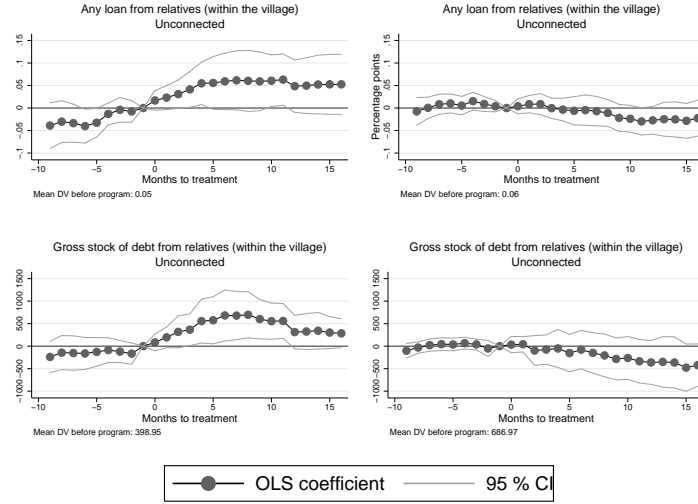 Any loan from relatives (within the village)
Unconnected
.15
.1
.05
0
-.05
-.1
-10
-5
0
5
10
15
Months to treatment
Mean DV before program: 0.05
Any loan from relatives (within the village)
Unconnected
Percentage points
.15
.1
.05
0
-.05
-.1
-10
-5
0
5
10
15
Months to treatment
Mean DV before program: 0.06
Gross stock of debt from relatives (within the village)
Unconnected
1500
1000
500
0
-500
-1000
-10
-5
0
5
10
15
Months to treatment
Mean DV before program: 398.95
Gross stock of debt from relatives (within the village)
Unconnected
1500
1000
500
0
-500
-1000
-10
-5
0
5
10
15
Months to treatment
Mean DV before program: 686.97
OLS coefficient
95 % CI